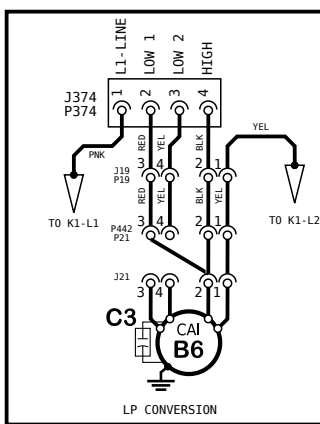 L1-LINE
LOW 1
LOW 2
HIGH
J374
P374
1 2 3 4
PNK
RED
YEL
BLK
YEL
J19
P19
3 4 2 1
RED
YEL
BLK
YEL
TO K1-L1
TO K1-L2
P442
P21
3 4 2 1
J21
3 4 2 1
C3
CAI
B6
LP CONVERSION